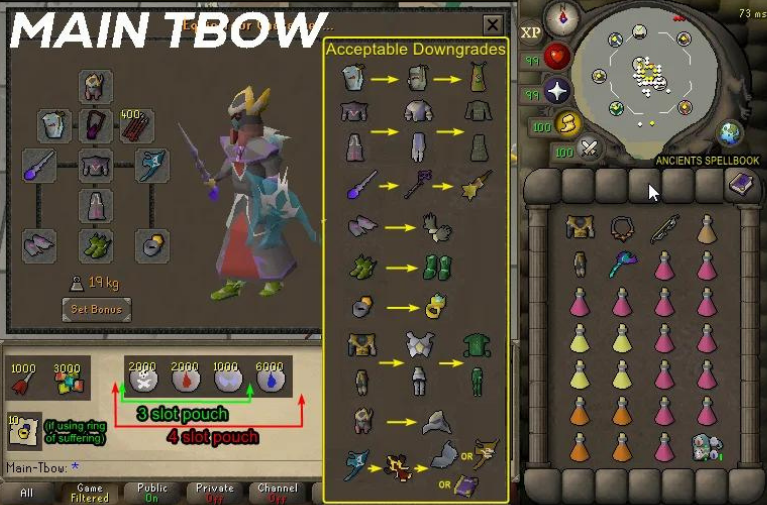 MAIN TBOW
Acceptable Downgrades
400
19 kg
Set Bonus
OR
OR
1000
3000
2000
2000
1000
6000
3 slot pouch
4 slot pouch
10
(if using ring
of suffering)
Main-Tbow: *
All
Game
Filtered
Public
On
Private
Off
Channel
Off
73 ms
XP
99
99
100
100
ANCIENTS SPELLBOOK